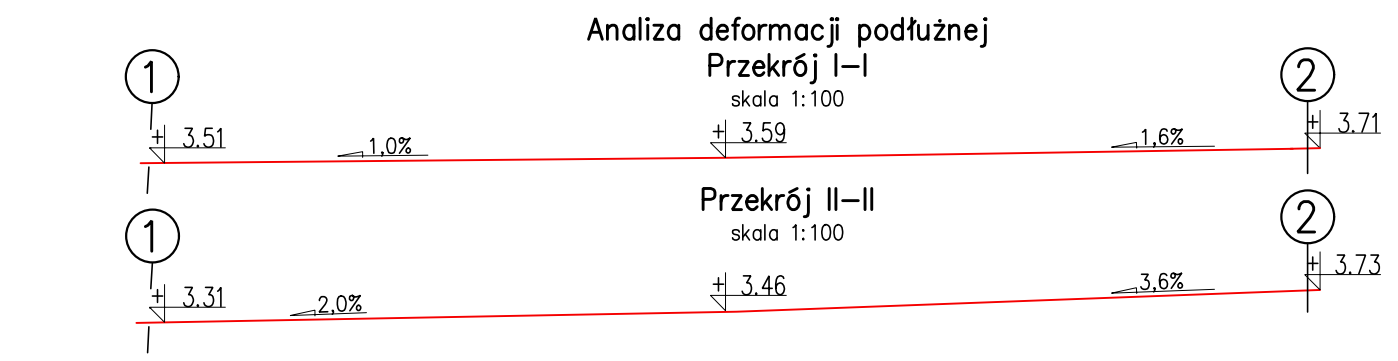 Analiza deformacji podłużnej
Przekrój I–I
skala 1:100
1
2
+ 3.51
1,0%
+ 3.59
1,6%
+ 3.71
Przekrój II–II
skala 1:100
1
2
+ 3.31
2,0%
+ 3.46
3,6%
+ 3.73